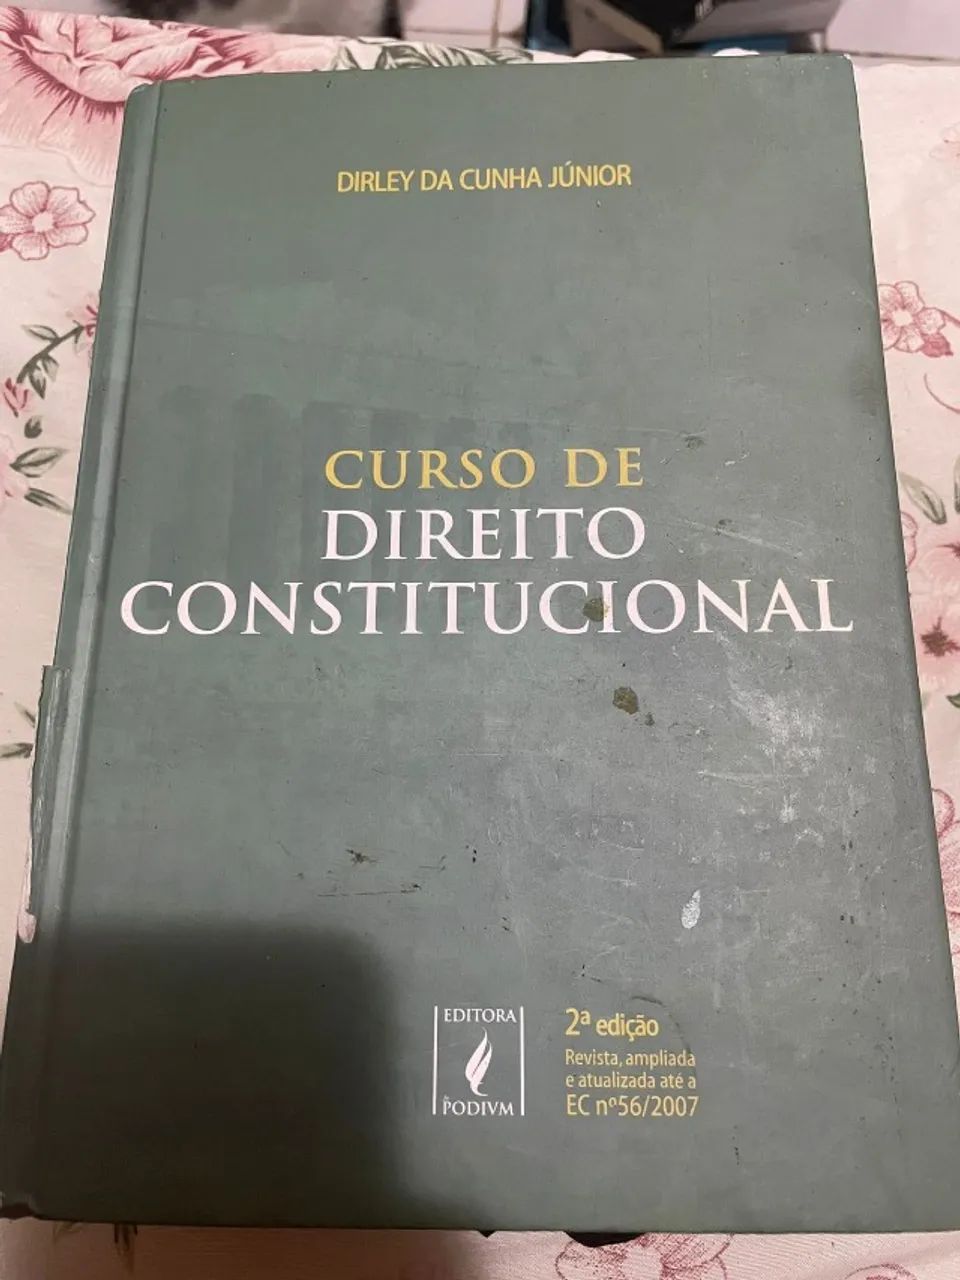 DIRLEY DA CUNHA JÚNIOR
CURSO DE
DIREITO
CONSTITUCIONAL
EDITORA
PODIVM
2ª edição
Revista, ampliada
e atualizada até a
EC nº56/2007